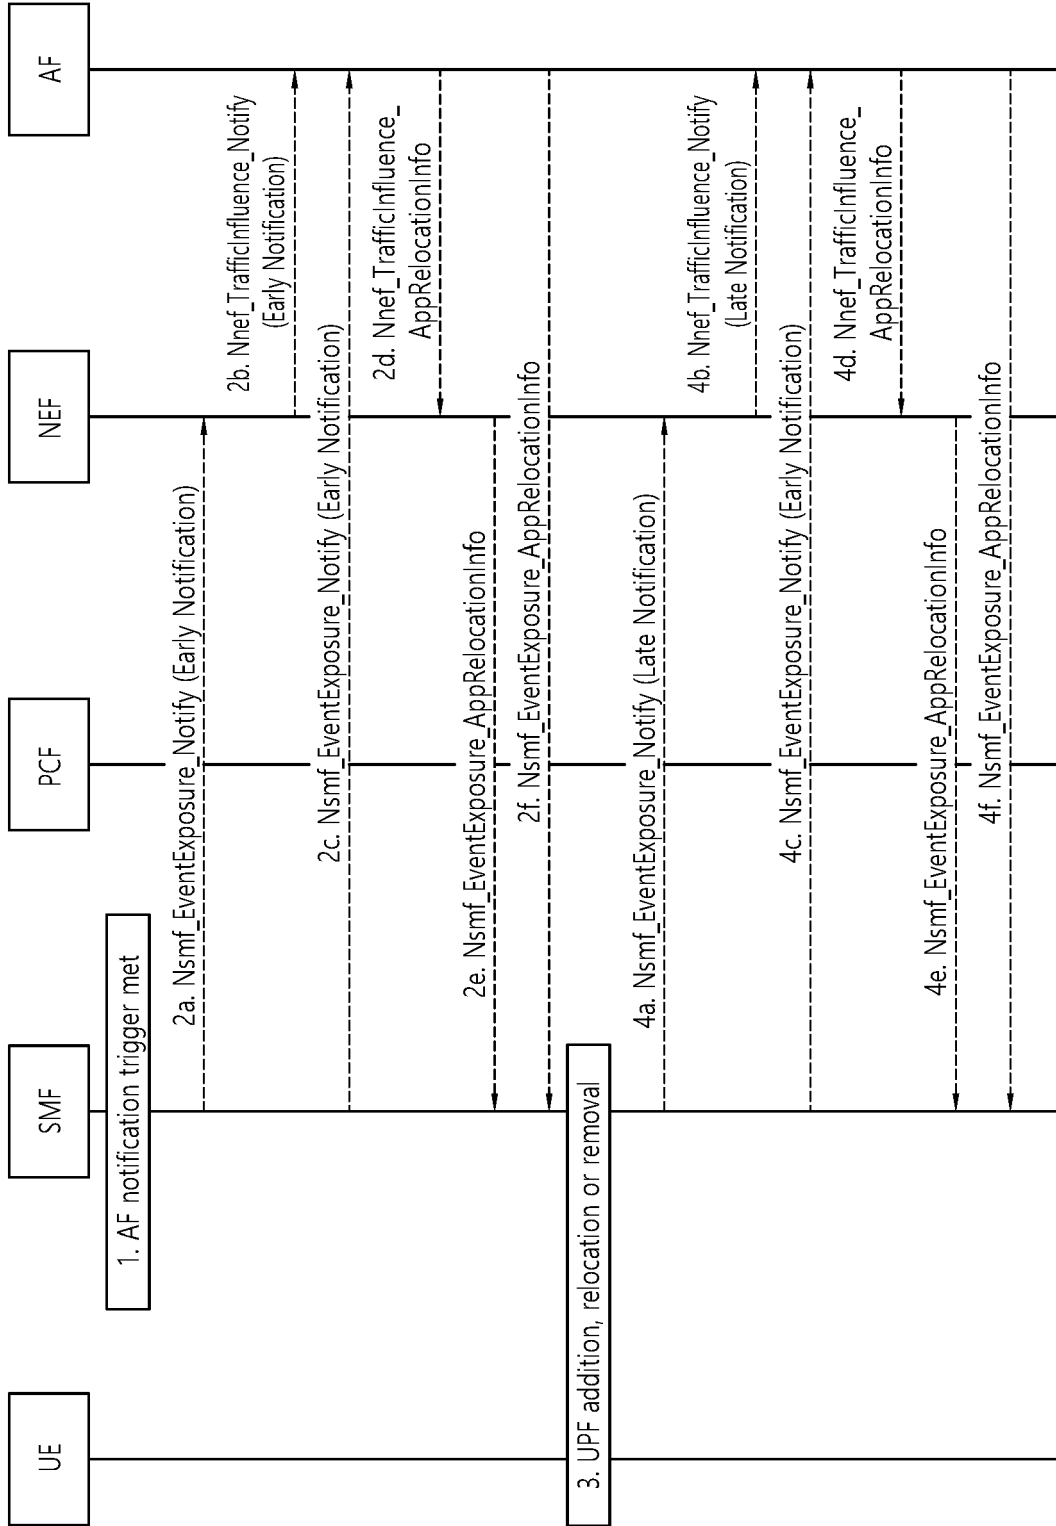 UE
SMF
PCF
NEF
AF
1. AF notification trigger met
2a. Nsmf_EventExposure_Notify (Early Notification)
2b. Nnef_TrafficInfluence_Notify
(Early Notification)
2c. Nsmf_EventExposure_Notify (Early Notification)
2d. Nnef_TrafficInfluence_
AppRelocationInfo
2e. Nsmf_EventExposure_AppRelocationInfo
2f. Nsmf_EventExposure_AppRelocationInfo
3. UPF addition, relocation or removal
4a. Nsmf_EventExposure_Notify (Late Notification)
4b. Nnef_TrafficInfluence_Notify
(Late Notification)
4c. Nsmf_EventExposure_Notify (Early Notification)
4d. Nnef_TrafficInfluence_
AppRelocationInfo
4e. Nsmf_EventExposure_AppRelocationInfo
4f. Nsmf_EventExposure_AppRelocationInfo